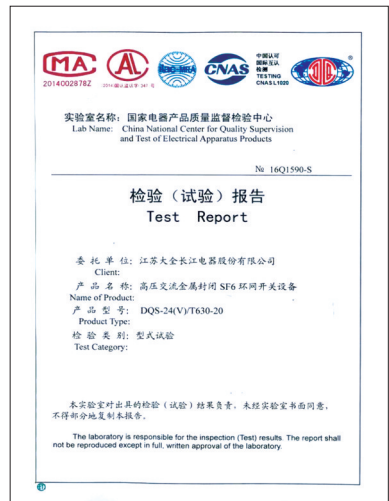 MA
2014002878Z
AL
ilac-MRA
CNAS
中国认可
国际互认
检测
TESTING
CNAS L1020
实验室名称：国家电器产品质量监督检验中心
Lab Name: China National Center for Quality Supervision
and Test of Electrical Apparatus Products
№ 16Q1590-S
检验（试验）报告
Test Report
委托单位：江苏大全长江电器股份有限公司
Client:
产品名称：高压交流金属封闭 SF6 环网开关设备
Name of Product:
产品型号：DQS-24(V)/T630-20
Product Type:
检验类别：型式试验
Test Category:
本实验室对出具的检验（试验）结果负责。未经实验室书面同意，
不得部分地复制本报告。
The laboratory is responsible for the inspection (Test) results. The report shall
not be reproduced except in full, written approval of the laboratory.